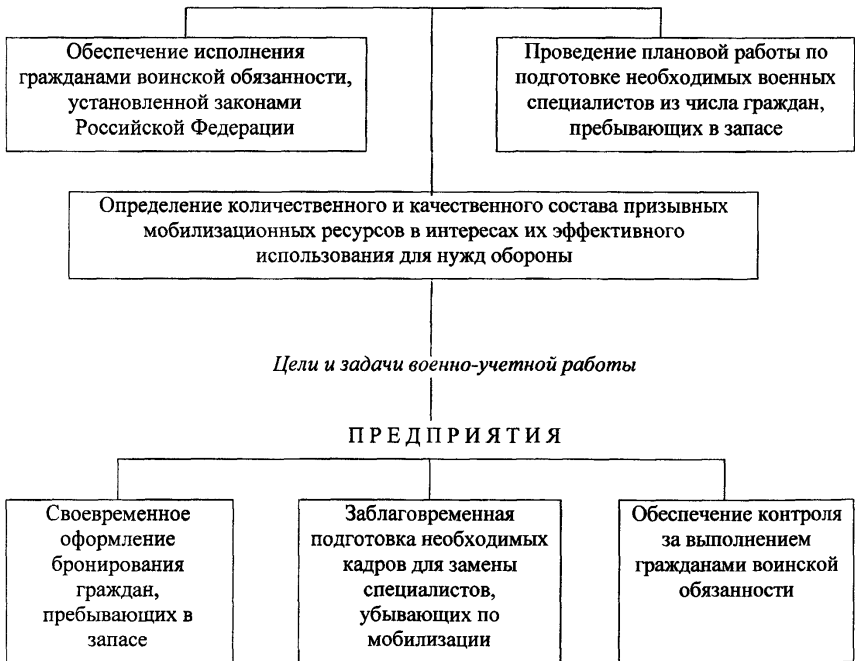 Обеспечение исполнения
гражданами воинской обязанности,
установленной законами
Российской Федерации
Проведение плановой работы по
подготовке необходимых военных
специалистов из числа граждан,
пребывающих в запасе
Определение количественного и качественного состава призывных
мобилизационных ресурсов в интересах их эффективного
использования для нужд обороны
Цели и задачи военно-учетной работы
ПРЕДПРИЯТИЯ
Своевременное
оформление
бронирования
граждан,
пребывающих в
запасе
Заблаговременная
подготовка необходимых
кадров для замены
специалистов,
убывающих по
мобилизации
Обеспечение контроля
за выполнением
гражданами воинской
обязанности